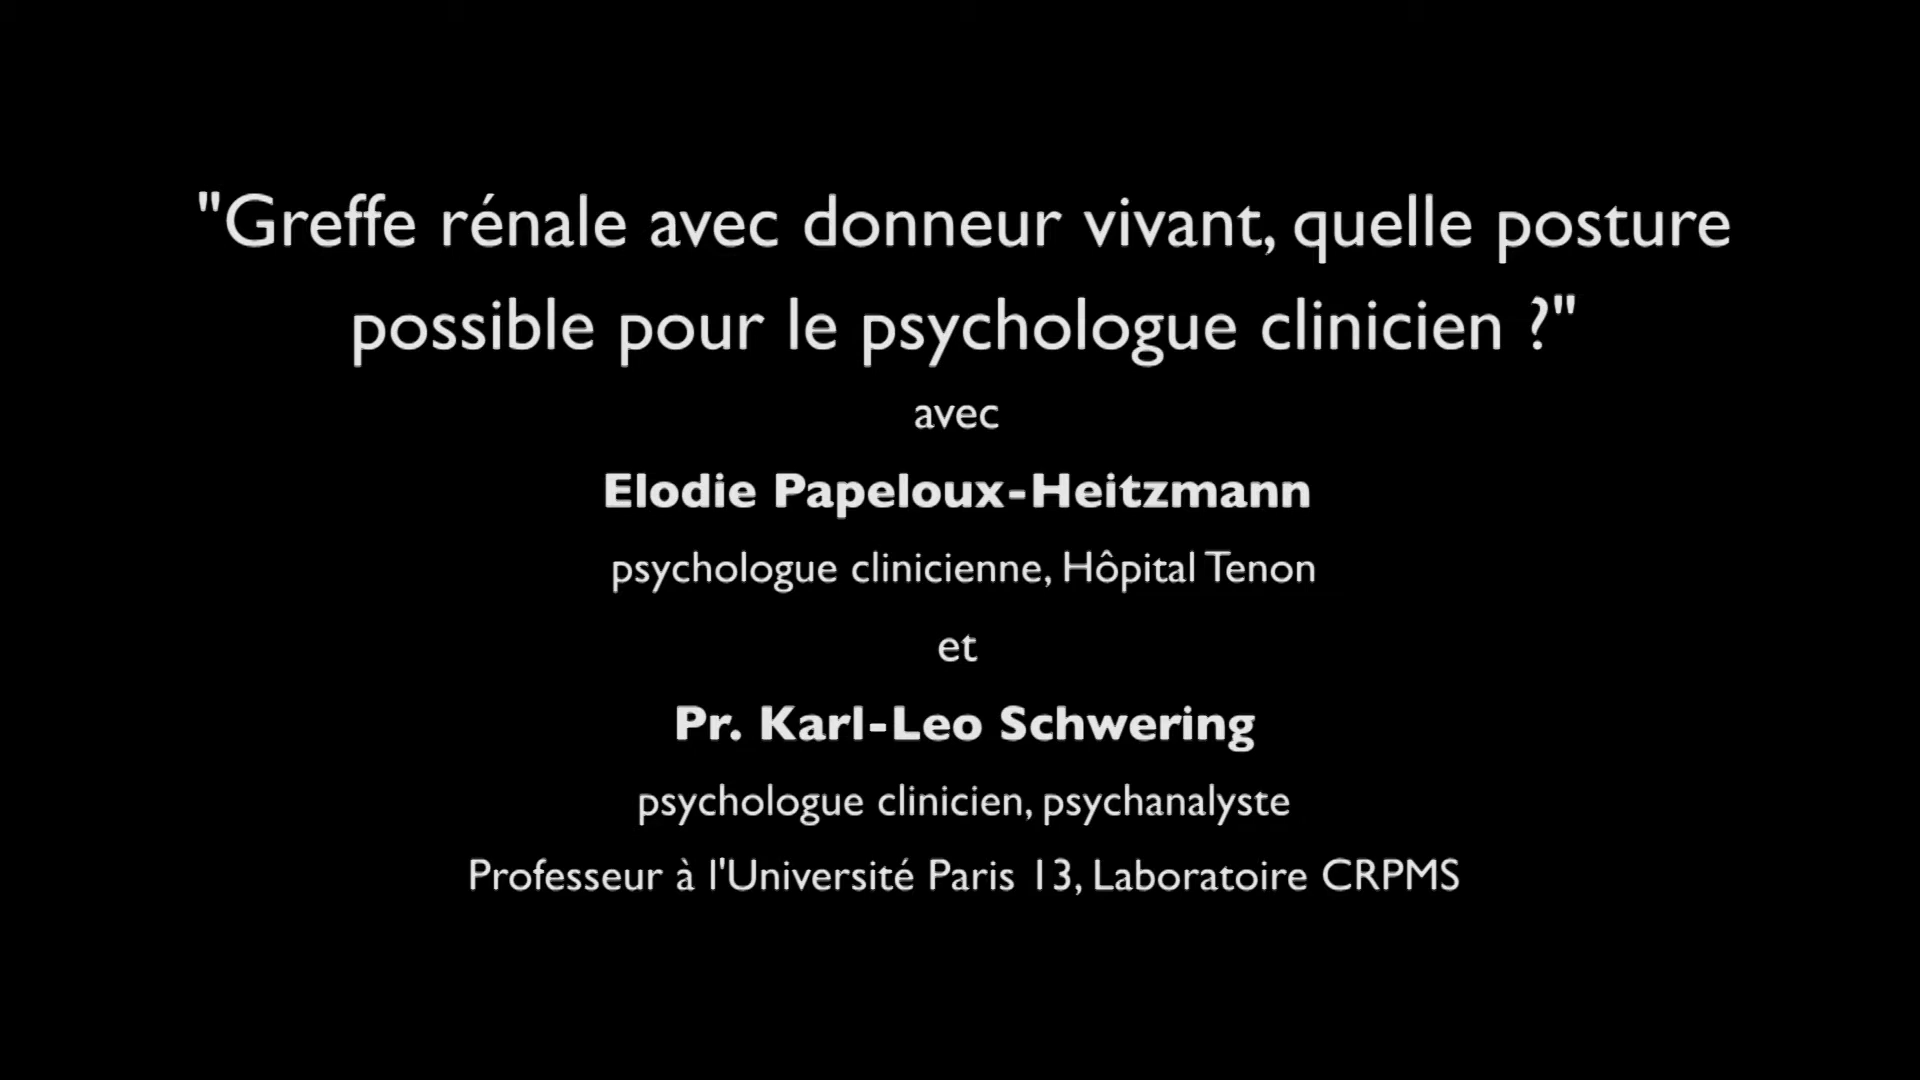 "Greffe rénale avec donneur vivant, quelle posture
possible pour le psychologue clinicien ?"
avec
Elodie Papeloux-Heitzmann
psychologue clinicienne, Hôpital Tenon
et
Pr. Karl-Leo Schwering
psychologue clinicien, psychanalyste
Professeur à l'Université Paris 13, Laboratoire CRPMS